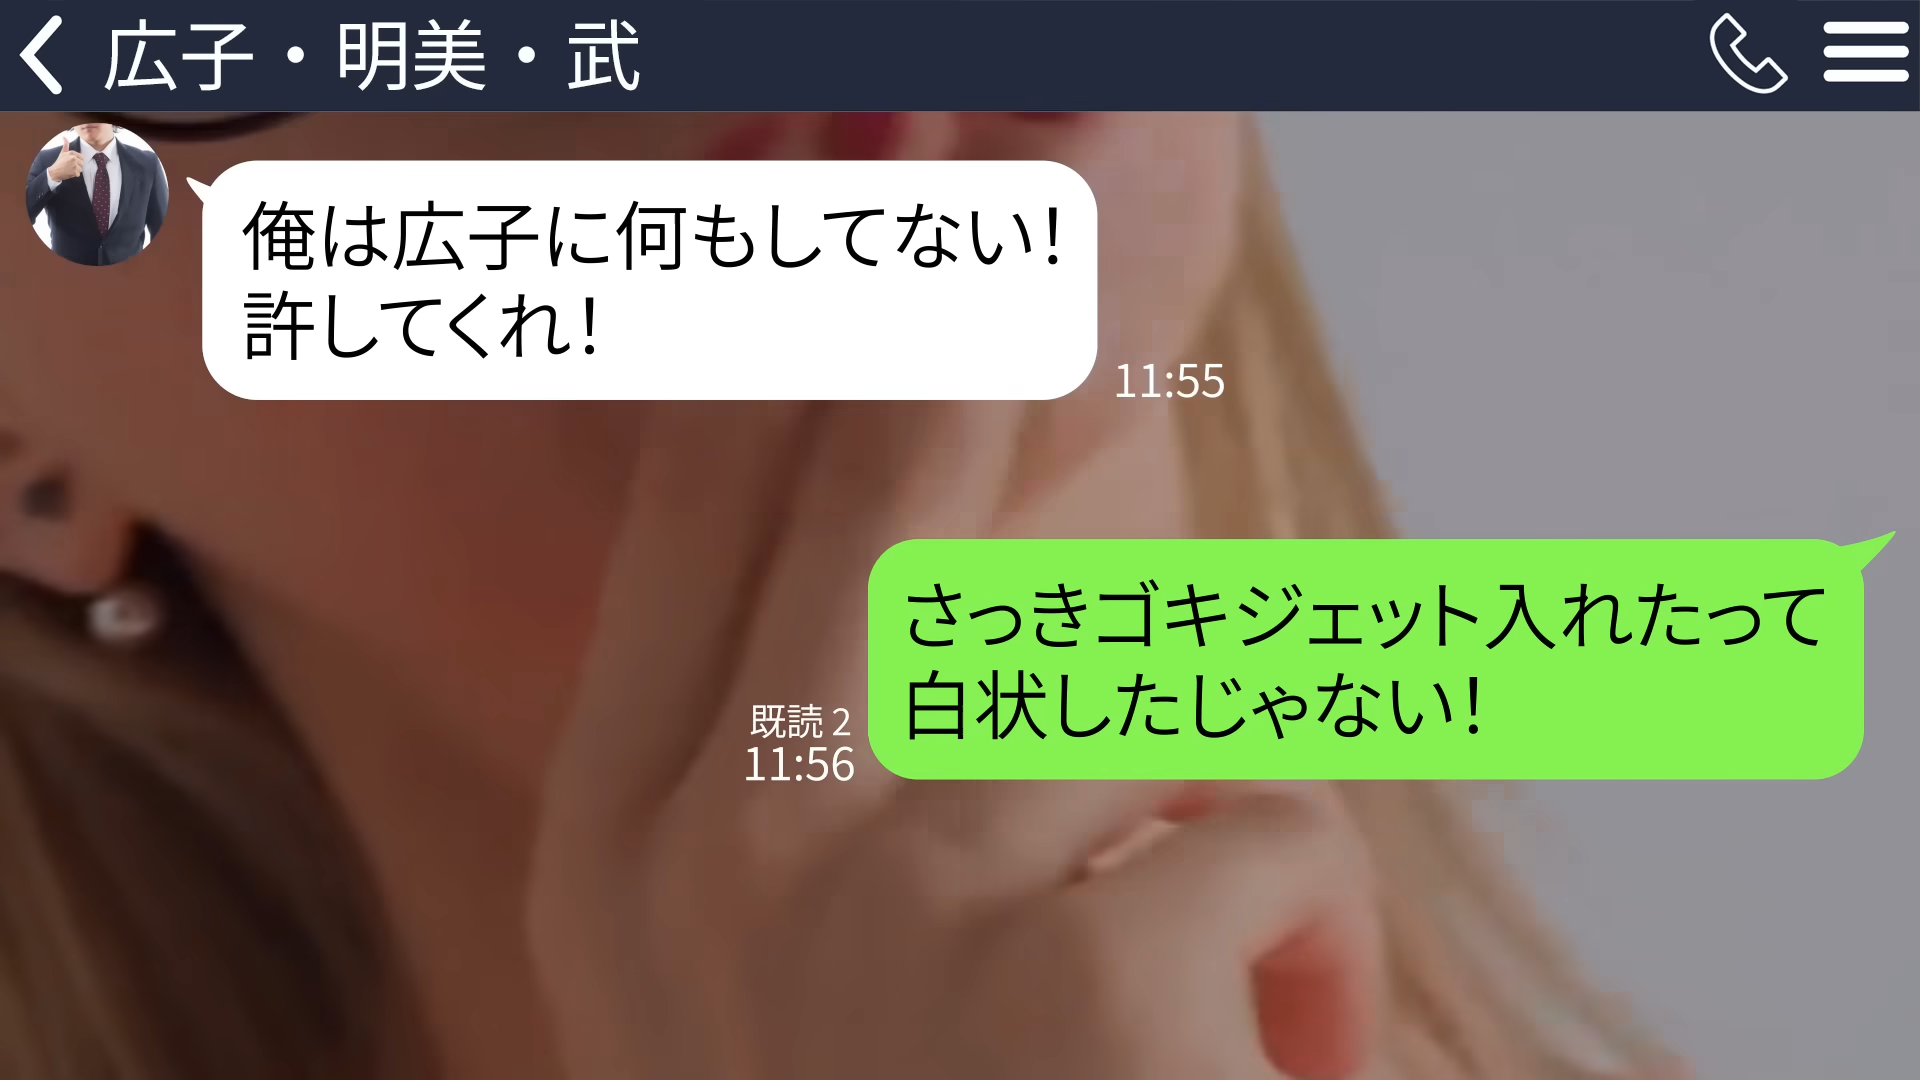 広子・明美・武
俺は広子に何もしてない！
許してくれ！
11:55
さっきゴキジェット入れたって
白状したじゃない！
既読 2
11:56